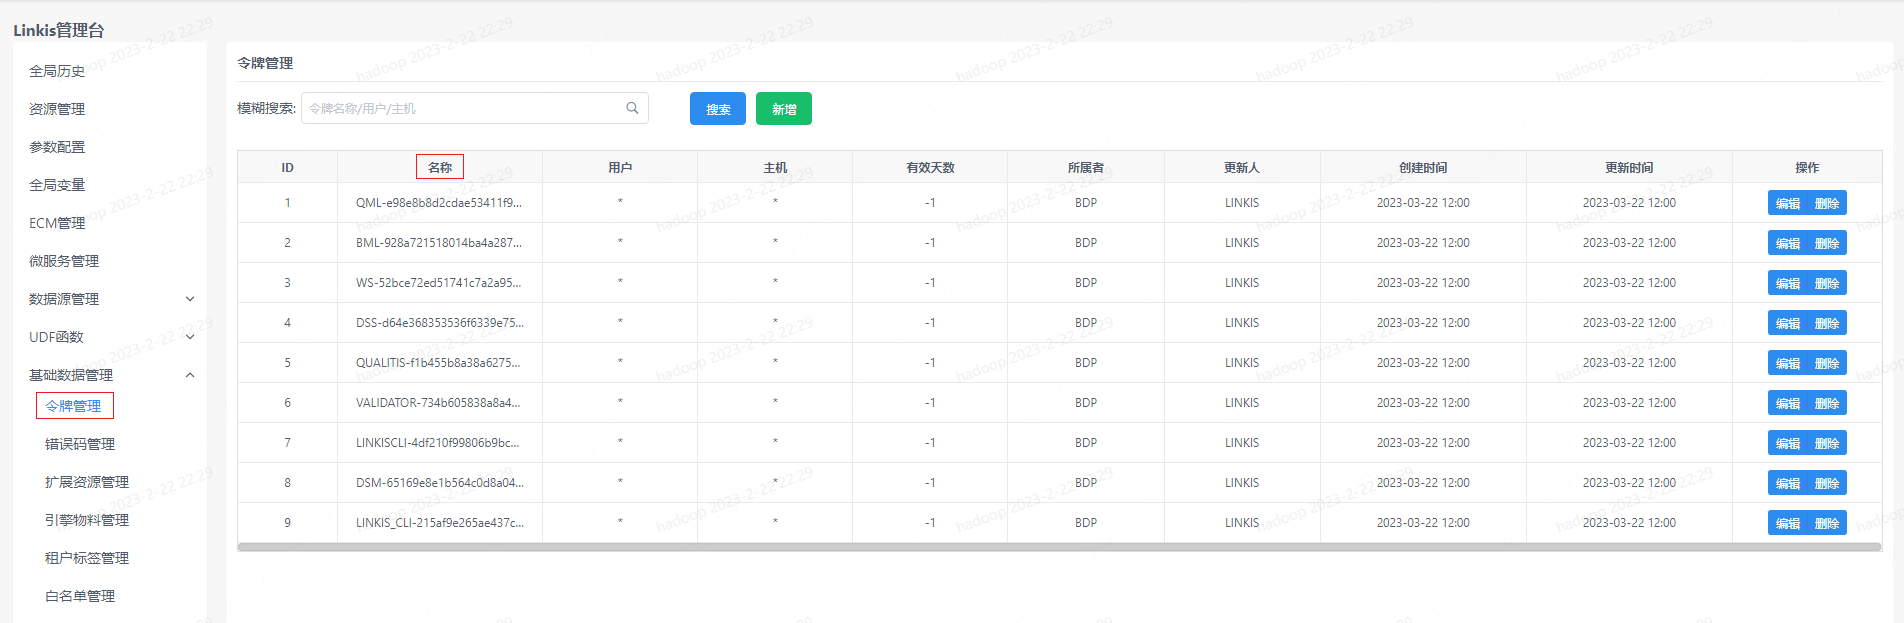 Linkis管理台
全局历史
资源管理
参数配置
全局变量
ECM管理
微服务管理
数据源管理
UDF函数
基础数据管理
令牌管理
错误码管理
扩展资源管理
引擎物料管理
租户标签管理
白名单管理
令牌管理
模糊搜索: 令牌名称/用户/主机 搜索 新增
ID 名称 用户 主机 有效天数 所属者 更新人 创建时间 更新时间 操作
1 QML-e98e8b8d2cdae53411f9... * * -1 BDP LINKIS 2023-03-22 12:00 2023-03-22 12:00 编辑 删除
2 BML-928a721518014ba4a287... * * -1 BDP LINKIS 2023-03-22 12:00 2023-03-22 12:00 编辑 删除
3 WS-52bce72ed51741c7a2a95... * * -1 BDP LINKIS 2023-03-22 12:00 2023-03-22 12:00 编辑 删除
4 DSS-d64e368353536f6339e75... * * -1 BDP LINKIS 2023-03-22 12:00 2023-03-22 12:00 编辑 删除
5 QUALITIS-f1b455b8a38a6275... * * -1 BDP LINKIS 2023-03-22 12:00 2023-03-22 12:00 编辑 删除
6 VALIDATOR-734b605838a8a4... * * -1 BDP LINKIS 2023-03-22 12:00 2023-03-22 12:00 编辑 删除
7 LINKISCLI-4df210f99806b9bc... * * -1 BDP LINKIS 2023-03-22 12:00 2023-03-22 12:00 编辑 删除
8 DSM-65169e8e1b564c0d8a04... * * -1 BDP LINKIS 2023-03-22 12:00 2023-03-22 12:00 编辑 删除
9 LINKIS_CLI-215af9e265ae437c... * * -1 BDP LINKIS 2023-03-22 12:00 2023-03-22 12:00 编辑 删除
hadoop 2023-2-22 22:29